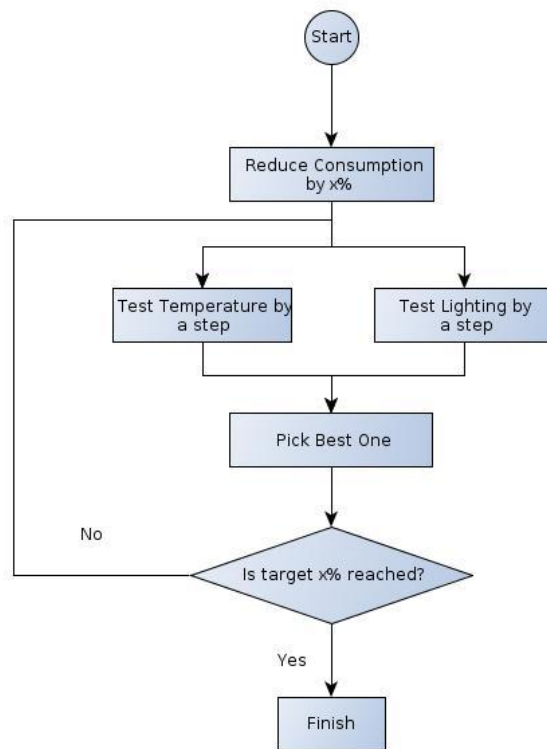 Start
Reduce Consumption
by x%
Test Temperature by
a step
Test Lighting by
a step
Pick Best One
No
Is target x% reached?
Yes
Finish